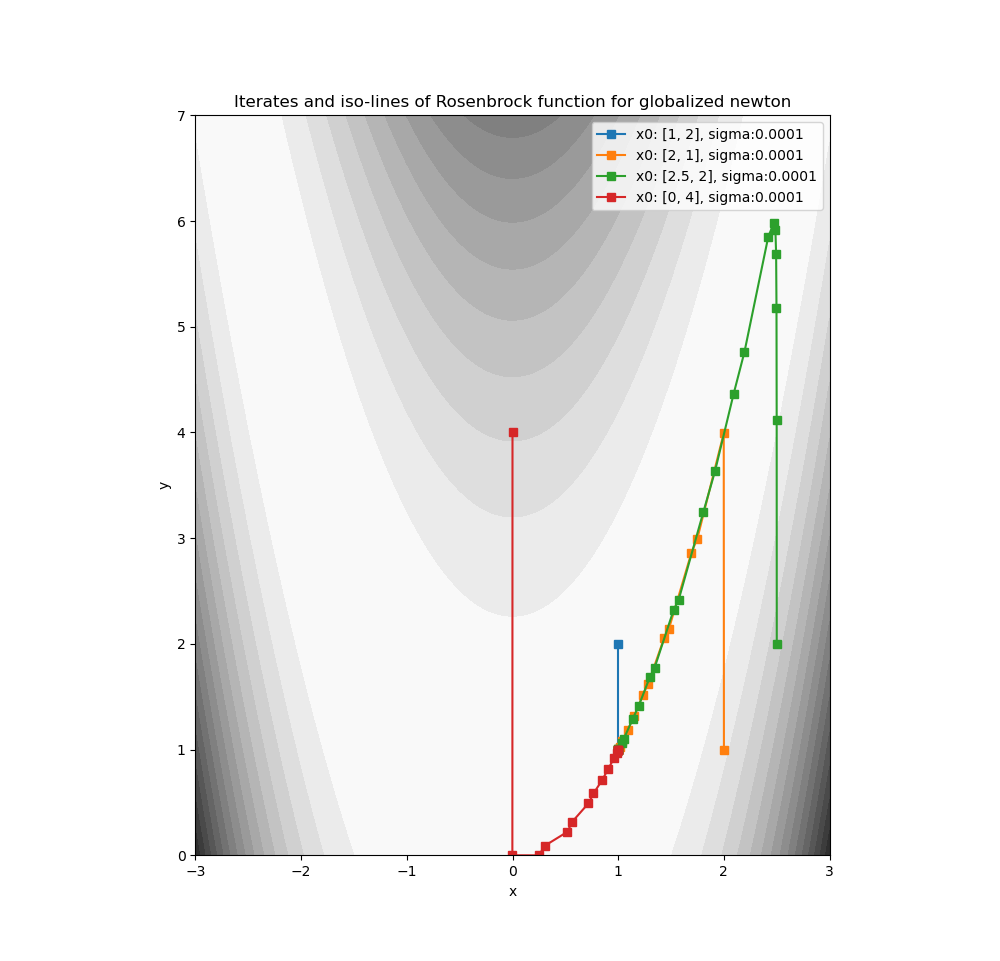 Iterates and iso-lines of Rosenbrock function for globalized newton
x0: [1, 2], sigma:0.0001
x0: [2, 1], sigma:0.0001
x0: [2.5, 2], sigma:0.0001
x0: [0, 4], sigma:0.0001
7
6
5
4
3
2
1
0
y
−3
−2
−1
0
1
2
3
x